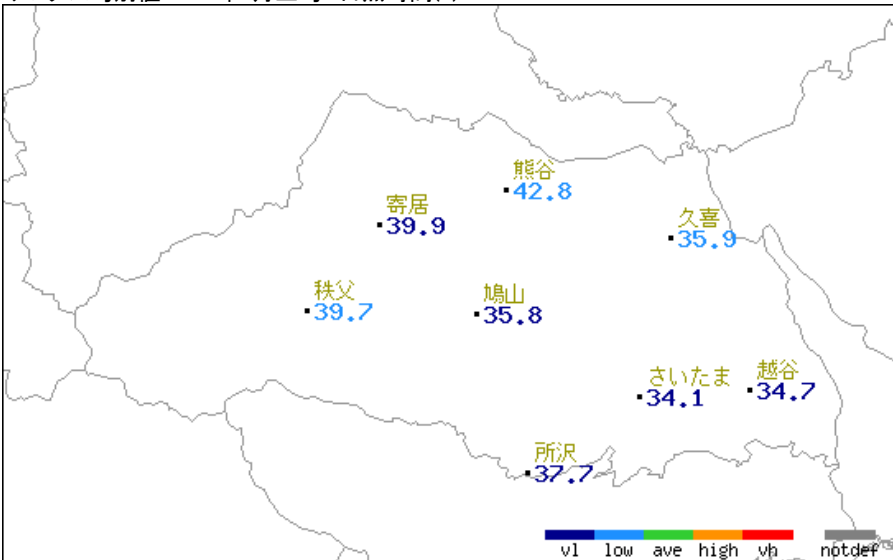 熊谷
42.8
寄居
39.9
久喜
35.9
秩父
39.7
鳩山
35.8
さいたま
34.1
越谷
34.7
所沢
37.7
vl low ave high vh notder